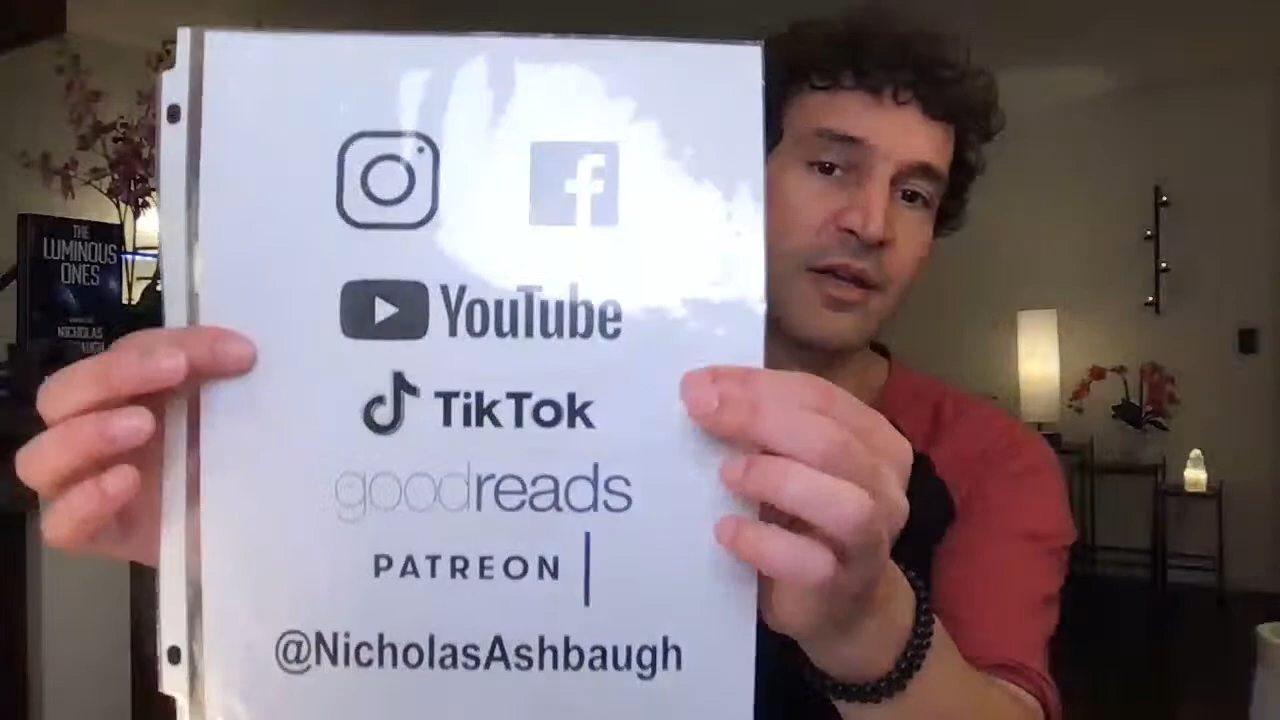 YouTube
TikTok
goodreads
PATREON
@NicholasAshbaugh
THE
LUMINOUS
ONES
NICHOLAS